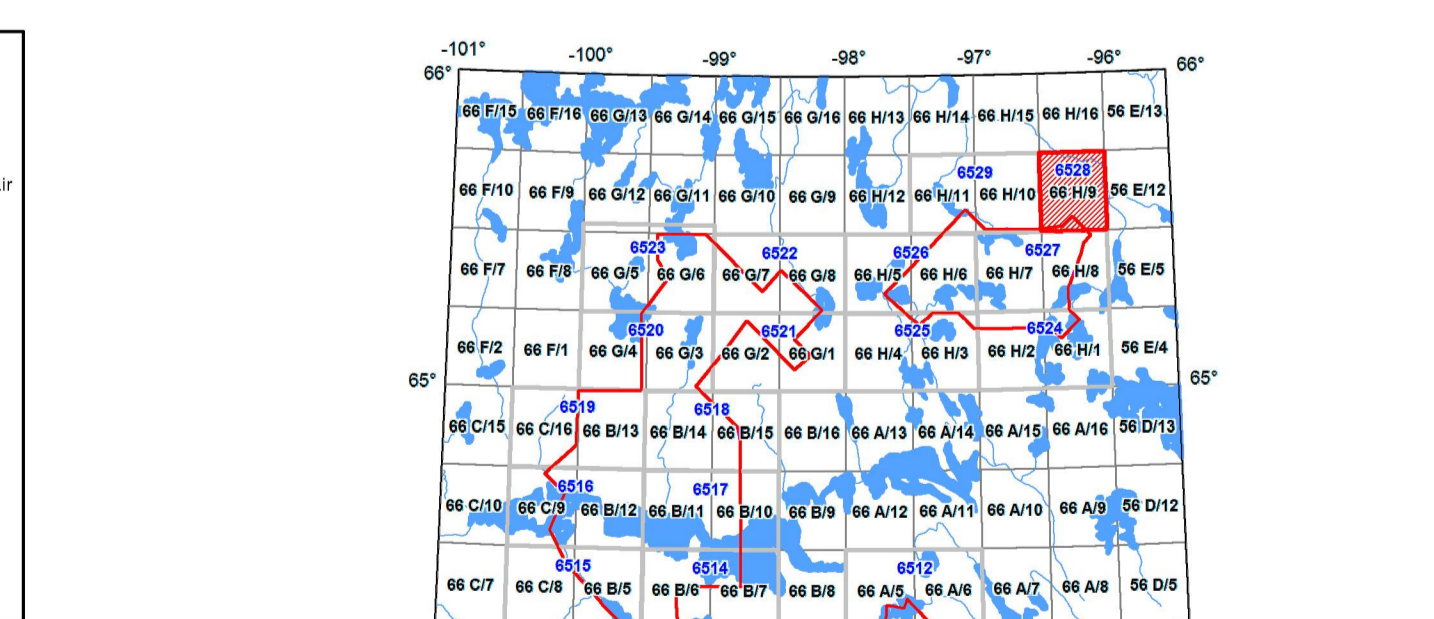 -101° -100° -99° -98° -97° -96°
66° 66°
66 F/15 66 F/16 66 G/13 66 G/14 66 G/15 66 G/16 66 H/13 66 H/14 66 H/15 66 H/16 56 E/13
6529 6528
.ir
66 F/10 66 F/9 66 G/12 66 G/11 66 G/10 66 G/9 66 H/12 66 H/11 66 H/10 66 H/9 56 E/12
6523 6522 6526 6527
66 F/7 66 F/8 66 G/5 66 G/6 66 G/7 66 G/8 66 H/5 66 H/6 66 H/7 66 H/8 56 E/5
6520 6521 6525 6524
66 F/2 66 F/1 66 G/4 66 G/3 66 G/2 66 G/1 66 H/4 66 H/3 66 H/2 66 H/1 56 E/4
65° 65°
6519 6518
66 C/15 66 C/16 66 B/13 66 B/14 66 B/15 66 B/16 66 A/13 66 A/14 66 A/15 66 A/16 56 D/13
6516 6517
66 C/10 66 C/9 66 B/12 66 B/11 66 B/10 66 B/9 66 A/12 66 A/11 66 A/10 66 A/9 56 D/12
6515 6514 6512
66 C/7 66 C/8 66 B/5 66 B/6 66 B/7 66 B/8 66 A/5 66 A/6 66 A/7 66 A/8 56 D/5